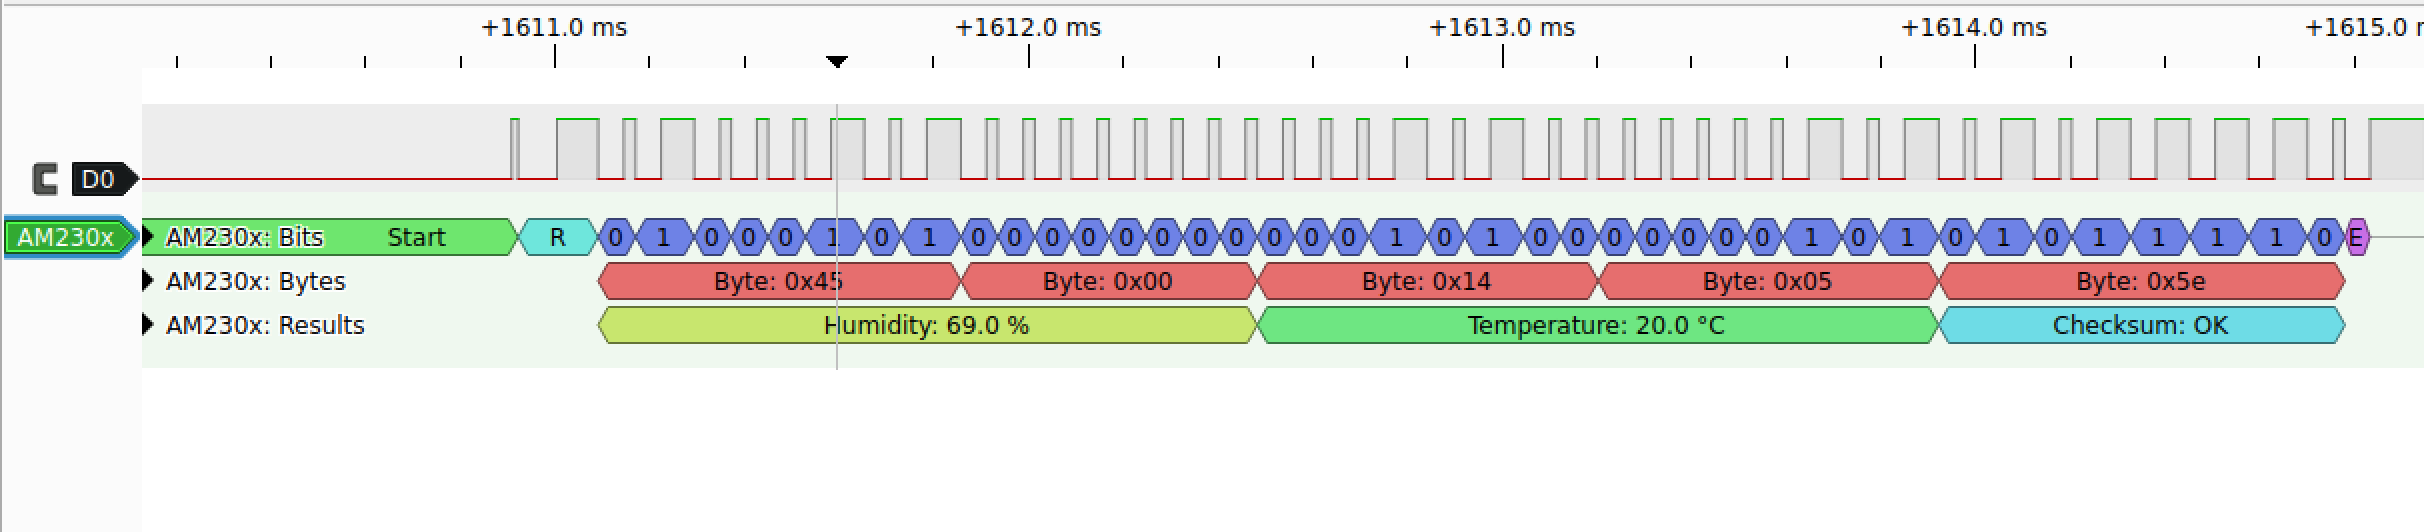 +1611.0 ms +1612.0 ms +1613.0 ms +1614.0 ms +1615.0
D0
AM230x AM230x: Bits Start R 0 1 0 0 0 1 0 1 0 0 0 0 0 0 0 0 0 0 0 1 0 1 0 0 0 0 0 0 0 1 0 1 0 1 0 1 1 1 1 0 E
AM230x: Bytes Byte: 0x45 Byte: 0x00 Byte: 0x14 Byte: 0x05 Byte: 0x5e
AM230x: Results Humidity: 69.0 % Temperature: 20.0 °C Checksum: OK